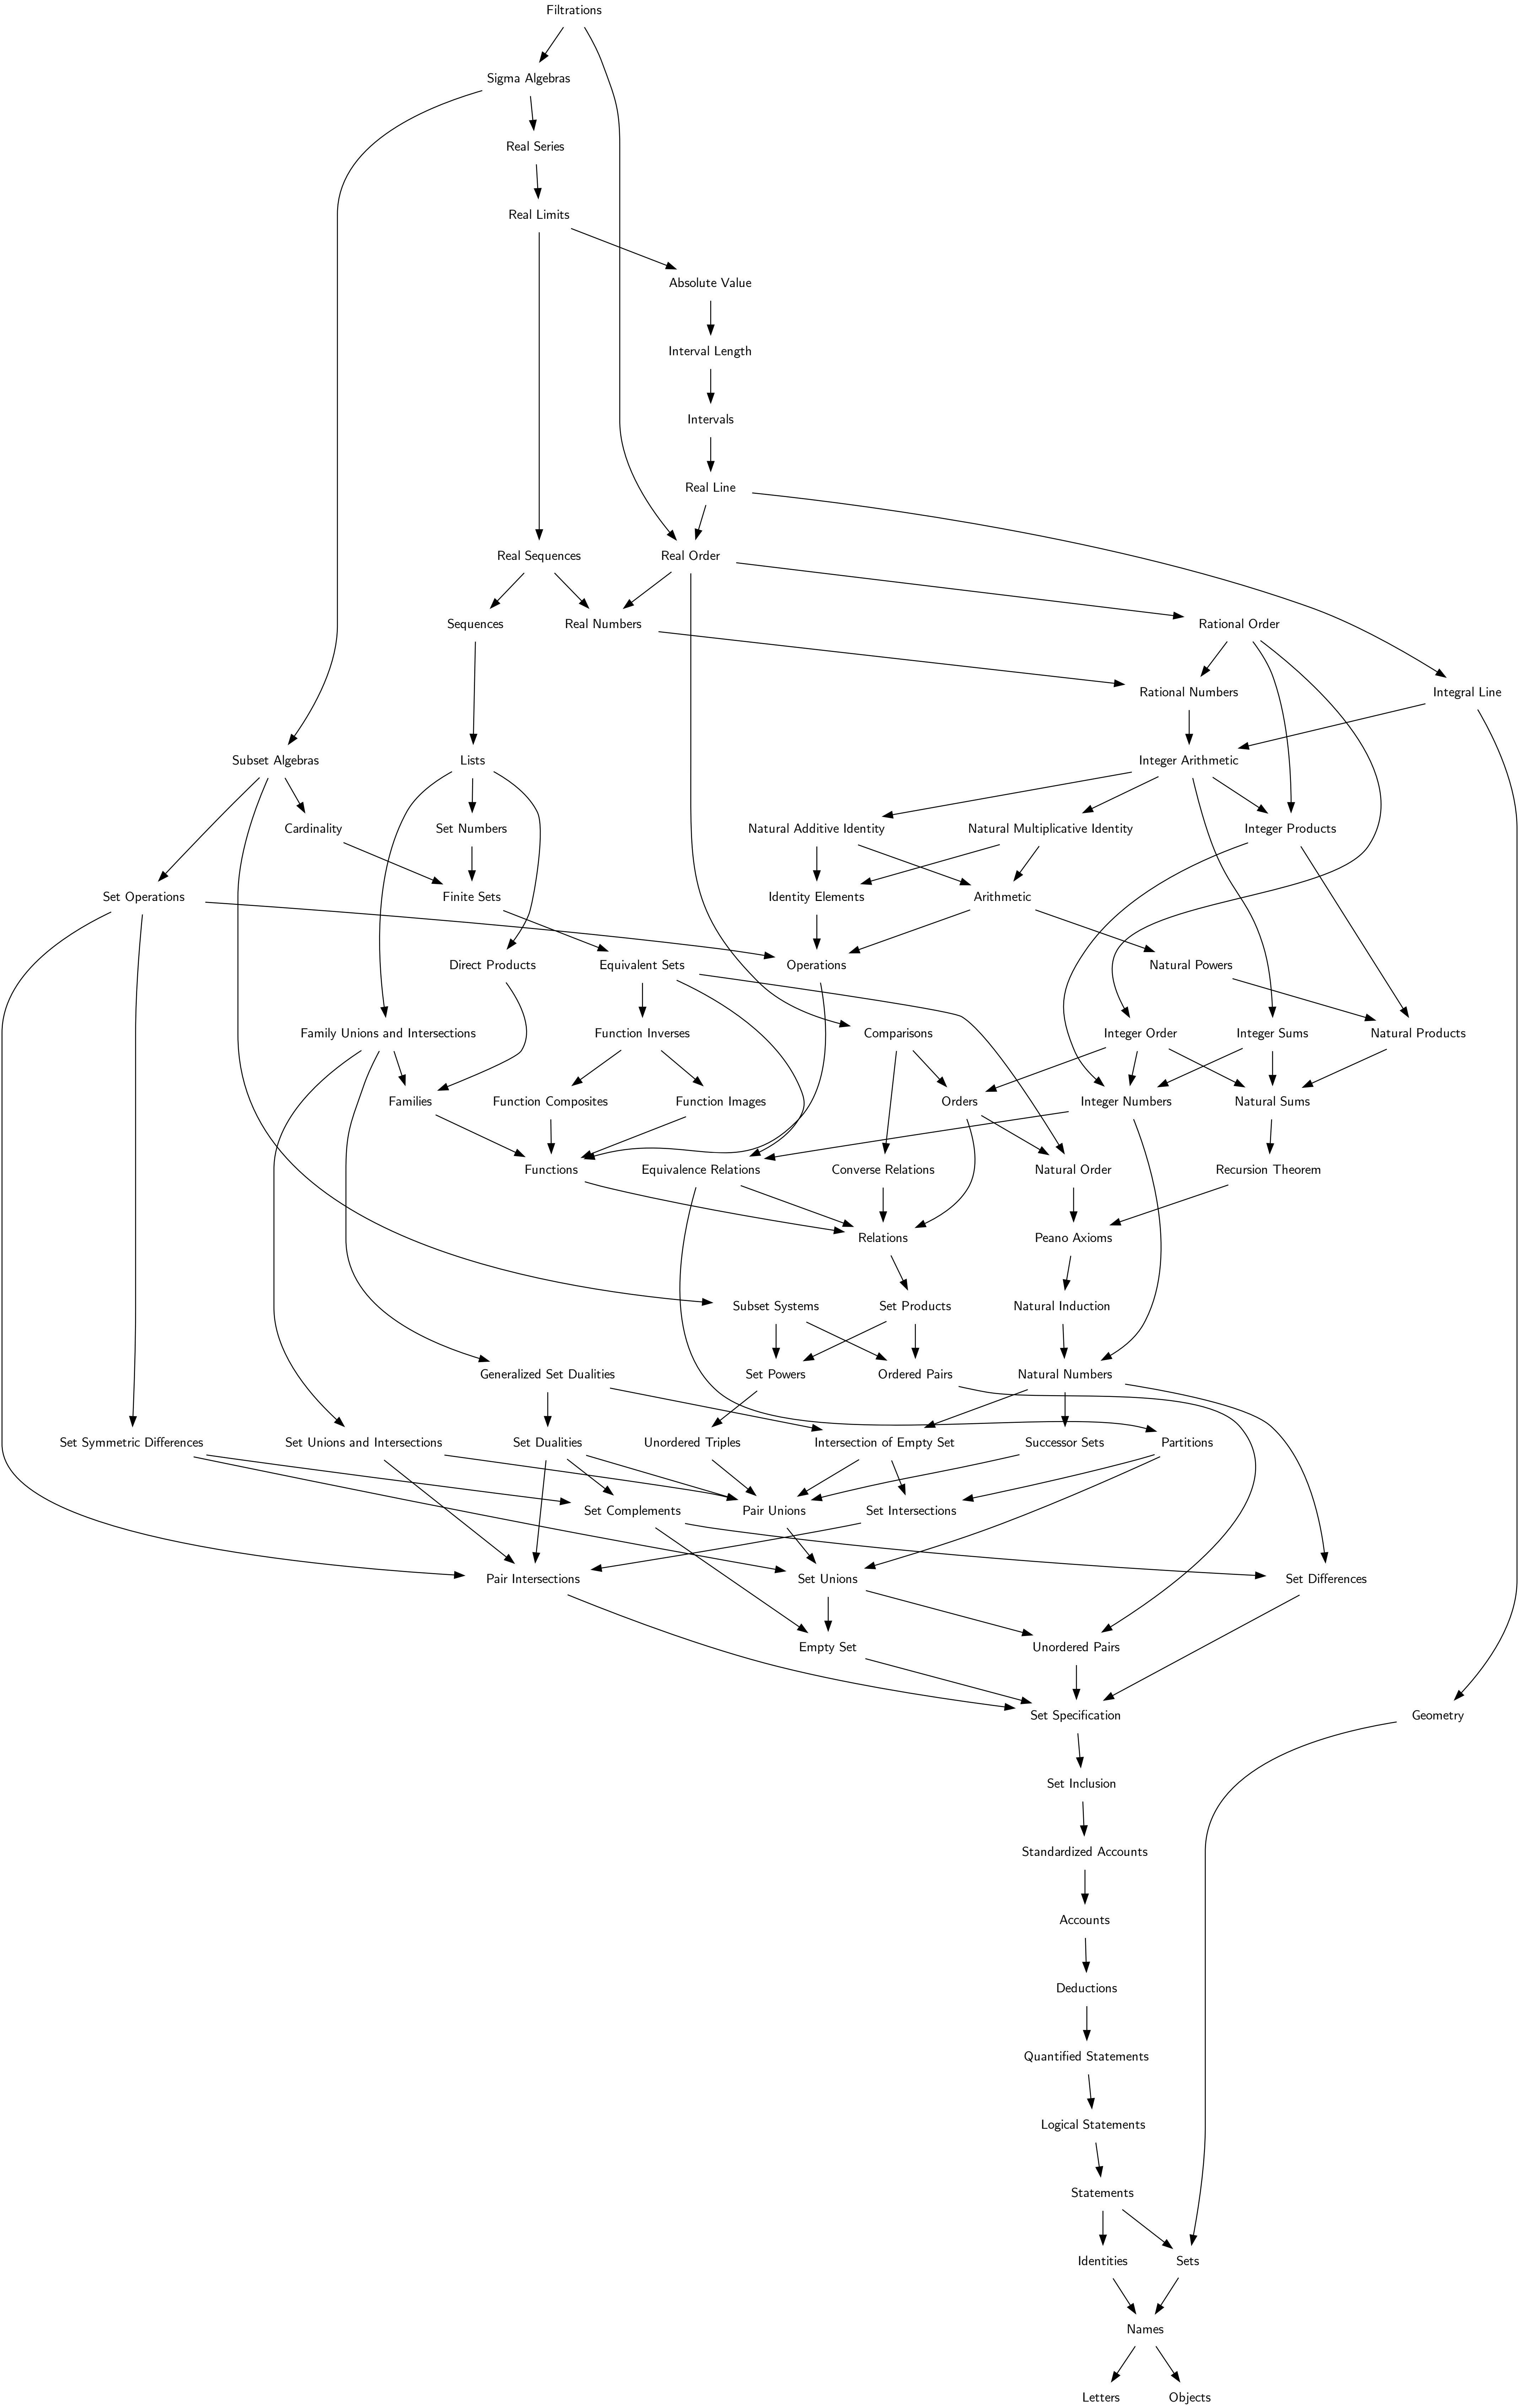 Filtrations
Sigma Algebras
Real Series
Real Limits
Absolute Value
Interval Length
Intervals
Real Line
Real Sequences
Real Order
Sequences
Real Numbers
Rational Order
Rational Numbers
Integral Line
Subset Algebras
Lists
Integer Arithmetic
Cardinality
Set Numbers
Natural Additive Identity
Natural Multiplicative Identity
Integer Products
Set Operations
Finite Sets
Identity Elements
Arithmetic
Direct Products
Equivalent Sets
Operations
Natural Powers
Family Unions and Intersections
Function Inverses
Comparisons
Integer Order
Integer Sums
Natural Products
Families
Function Composites
Function Images
Orders
Integer Numbers
Natural Sums
Functions
Equivalence Relations
Converse Relations
Natural Order
Recursion Theorem
Relations
Peano Axioms
Subset Systems
Set Products
Natural Induction
Generalized Set Dualities
Set Powers
Ordered Pairs
Natural Numbers
Set Symmetric Differences
Set Unions and Intersections
Set Dualities
Unordered Triples
Intersection of Empty Set
Successor Sets
Partitions
Set Complements
Pair Unions
Set Intersections
Pair Intersections
Set Unions
Set Differences
Empty Set
Unordered Pairs
Set Specification
Geometry
Set Inclusion
Standardized Accounts
Accounts
Deductions
Quantified Statements
Logical Statements
Statements
Identities
Sets
Names
Letters
Objects